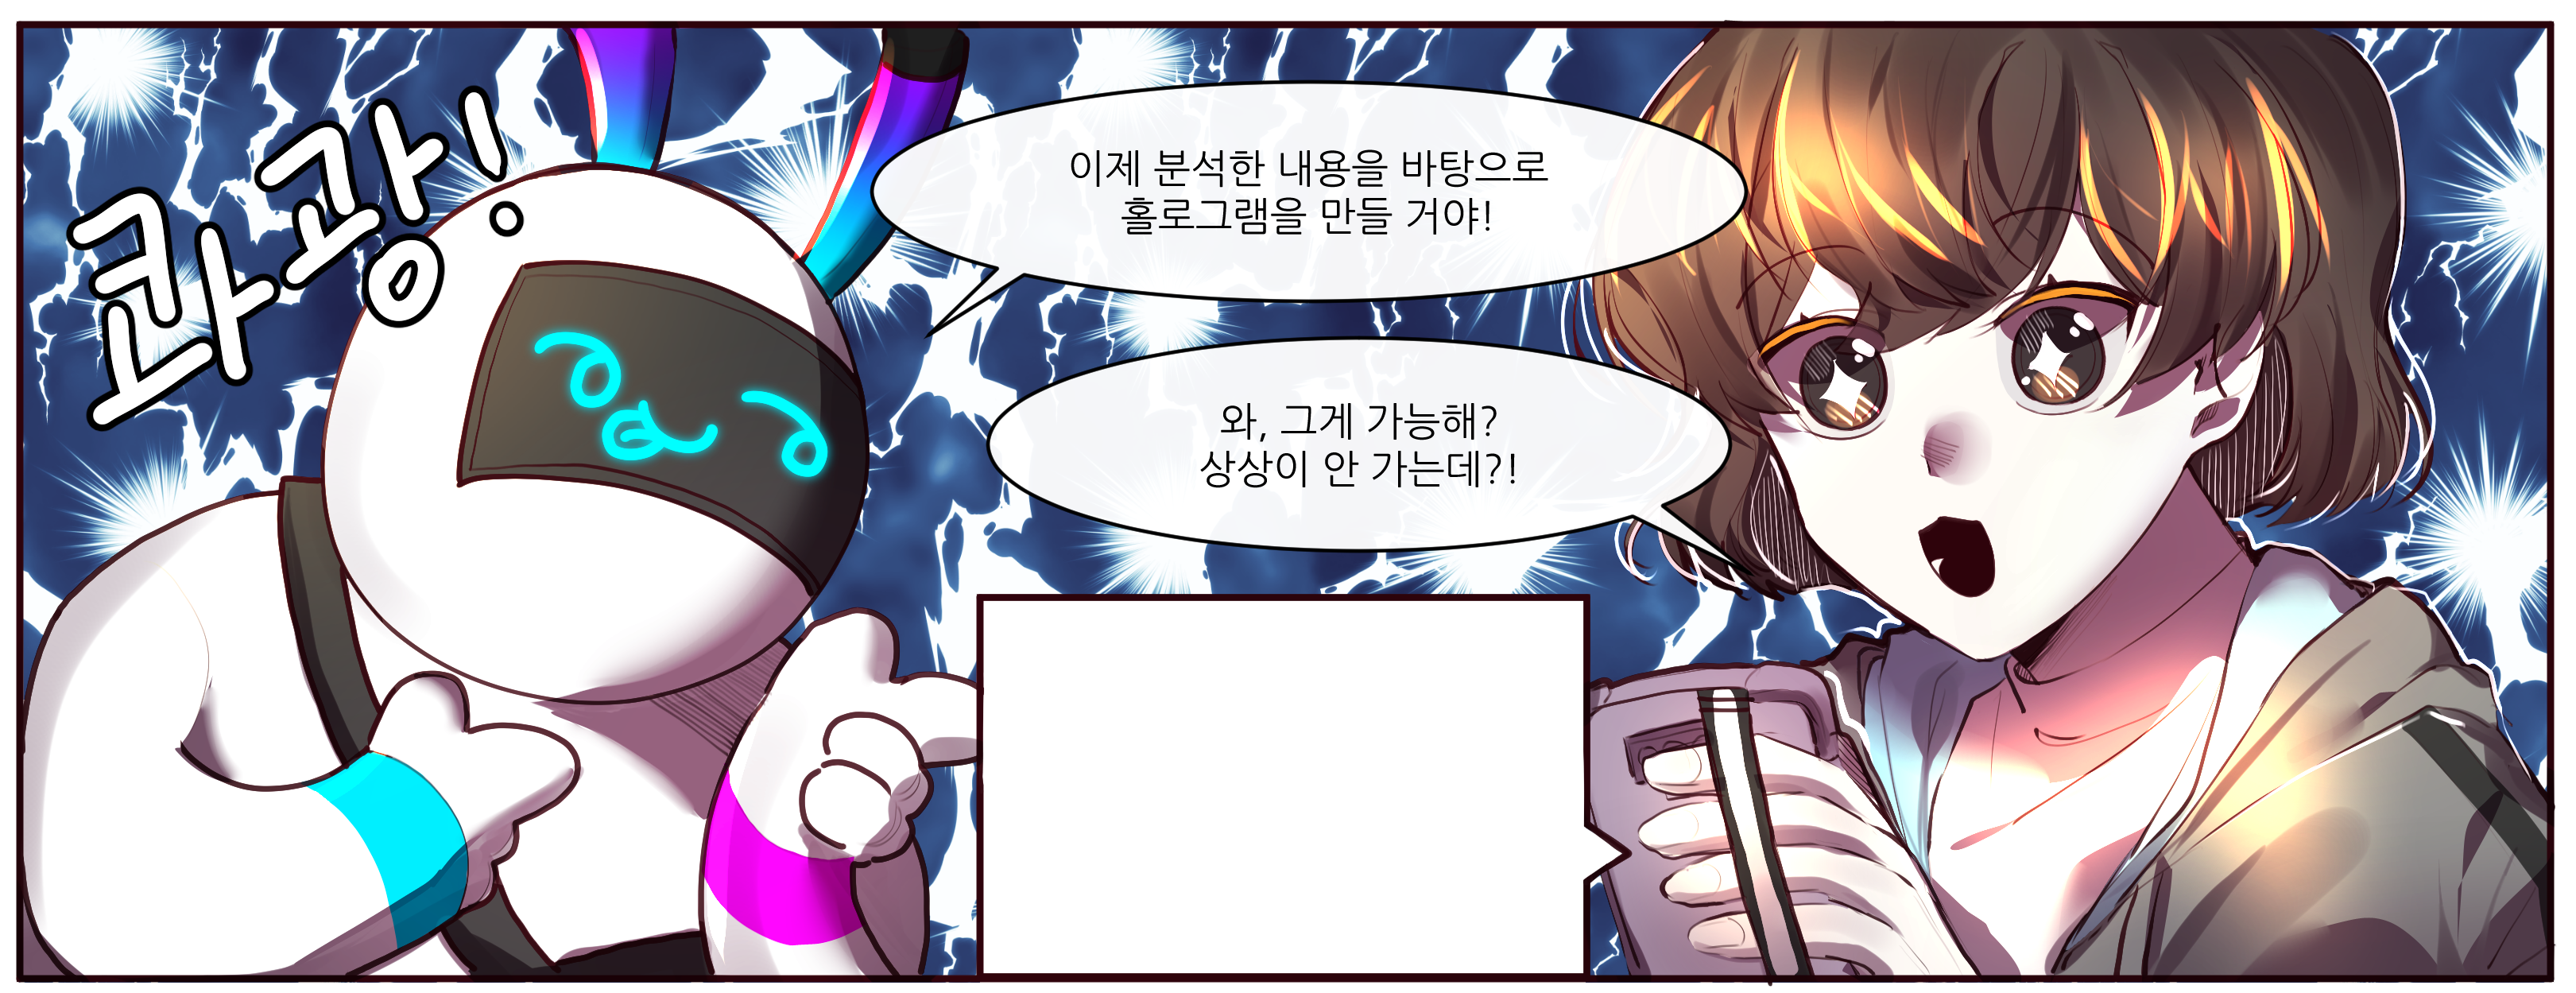 콰광!
이제 분석한 내용을 바탕으로
홀로그램을 만들 거야!
와, 그게 가능해?
상상이 안 가는데?!